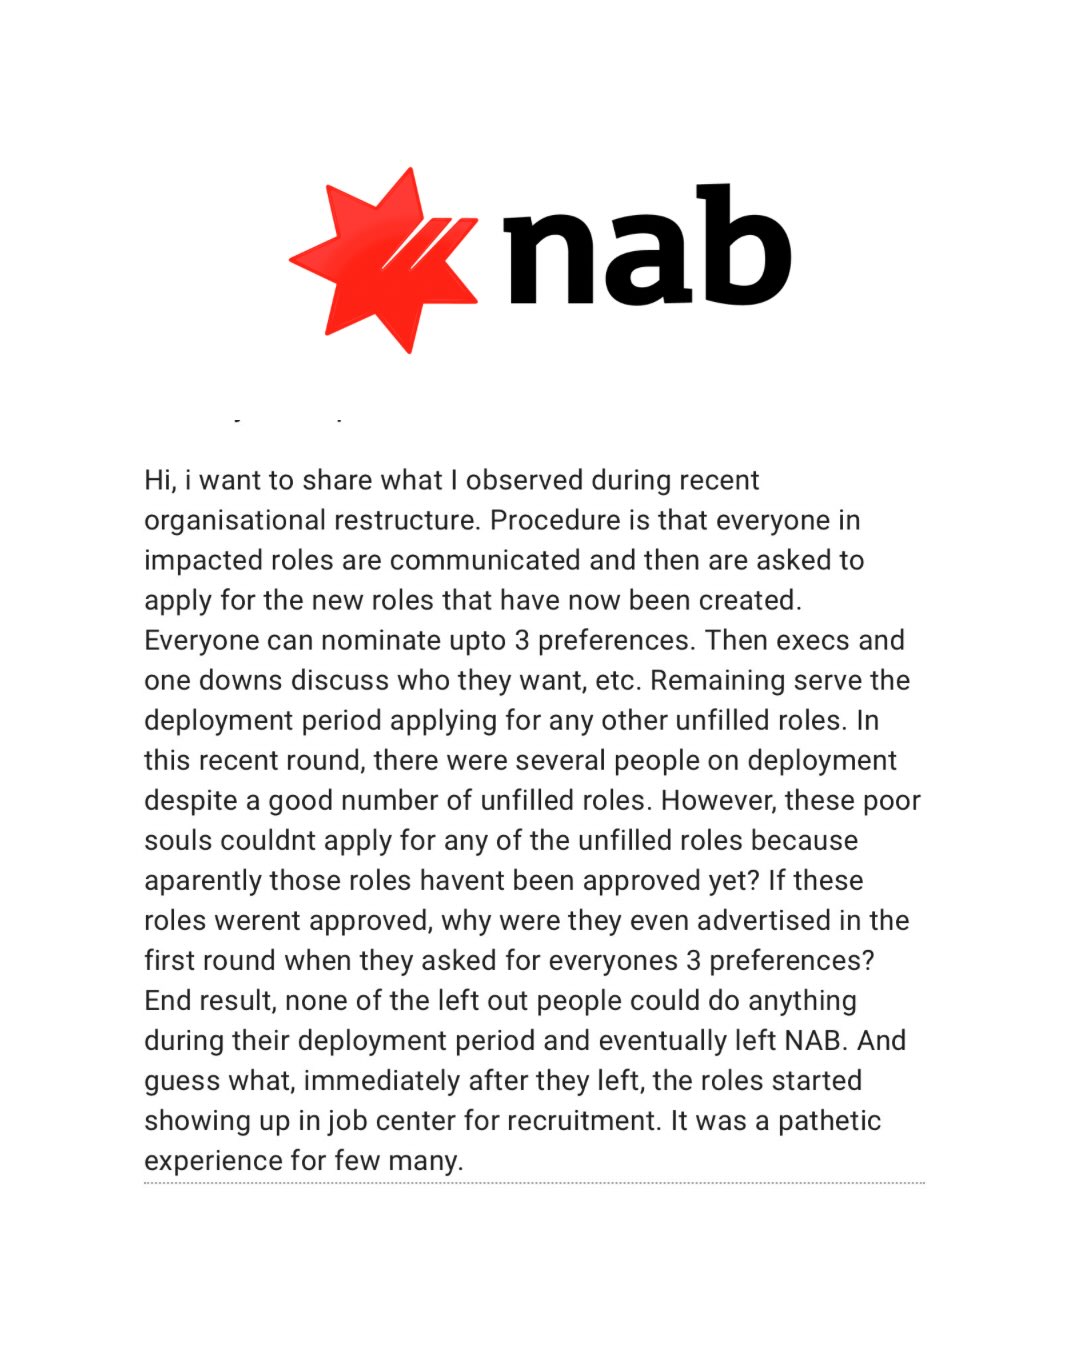 nab
Hi, i want to share what I observed during recent
organisational restructure. Procedure is that everyone in
impacted roles are communicated and then are asked to
apply for the new roles that have now been created.
Everyone can nominate upto 3 preferences. Then execs and
one downs discuss who they want, etc. Remaining serve the
deployment period applying for any other unfilled roles. In
this recent round, there were several people on deployment
despite a good number of unfilled roles. However, these poor
souls couldnt apply for any of the unfilled roles because
aparently those roles havent been approved yet? If these
roles werent approved, why were they even advertised in the
first round when they asked for everyones 3 preferences?
End result, none of the left out people could do anything
during their deployment period and eventually left NAB. And
guess what, immediately after they left, the roles started
showing up in job center for recruitment. It was a pathetic
experience for few many.